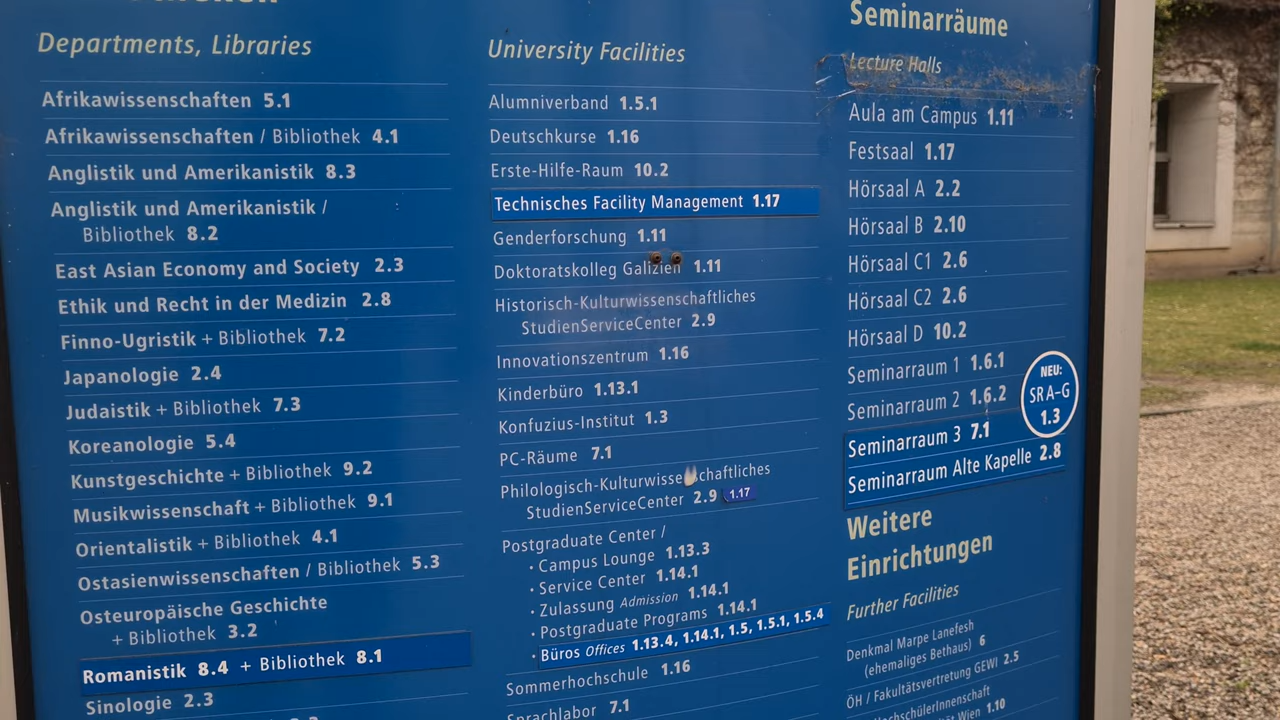 Departments, Libraries
Afrikawissenschaften 5.1
Afrikawissenschaften / Bibliothek 4.1
Anglistik und Amerikanistik 8.3
Anglistik und Amerikanistik /
Bibliothek 8.2
East Asian Economy and Society 2.3
Ethik und Recht in der Medizin 2.8
Finno-Ugristik + Bibliothek 7.2
Japanologie 2.4
Judaistik + Bibliothek 7.3
Koreanologie 5.4
Kunstgeschichte + Bibliothek 9.2
Musikwissenschaft + Bibliothek 9.1
Orientalistik + Bibliothek 4.1
Ostasienwissenschaften / Bibliothek 5.3
Osteuropäische Geschichte
+ Bibliothek 3.2
Romanistik 8.4 + Bibliothek 8.1
Sinologie 2.3
University Facilities
Alumniverband 1.5.1
Deutschkurse 1.16
Erste-Hilfe-Raum 10.2
Technisches Facility Management 1.17
Genderforschung 1.11
Doktoratskolleg Galizien 1.11
Historisch-Kulturwissenschaftliches
StudienServiceCenter 2.9
Innovationszentrum 1.16
Kinderbüro 1.13.1
Konfuzius-Institut 1.3
PC-Räume 7.1
Philologisch-Kulturwissenschaftliches
StudienServiceCenter 2.9 1.17
Postgraduate Center /
• Campus Lounge 1.13.3
• Service Center 1.14.1
• Zulassung Admission 1.14.1
• Postgraduate Programs 1.14.1
• Büros Offices 1.13.4, 1.14.1, 1.5, 1.5.1, 1.5.4
Sommerhochschule 1.16
Sprachlabor 7.1
Seminarräume
Lecture Halls
Aula am Campus 1.11
Festsaal 1.17
Hörsaal A 2.2
Hörsaal B 2.10
Hörsaal C1 2.6
Hörsaal C2 2.6
Hörsaal D 10.2
Seminarraum 1 1.6.1
Seminarraum 2 1.6.2
Seminarraum 3 7.1
Seminarraum Alte Kapelle 2.8
NEU:
SR A–G
1.3
Weitere
Einrichtungen
Further Facilities
Denkmal Marpe Lanefesh
(ehemaliges Bethaus) 6
ÖH / Fakultätsvertretung GEWI 2.5
HochschülerInnenschaft
Wien 1.10